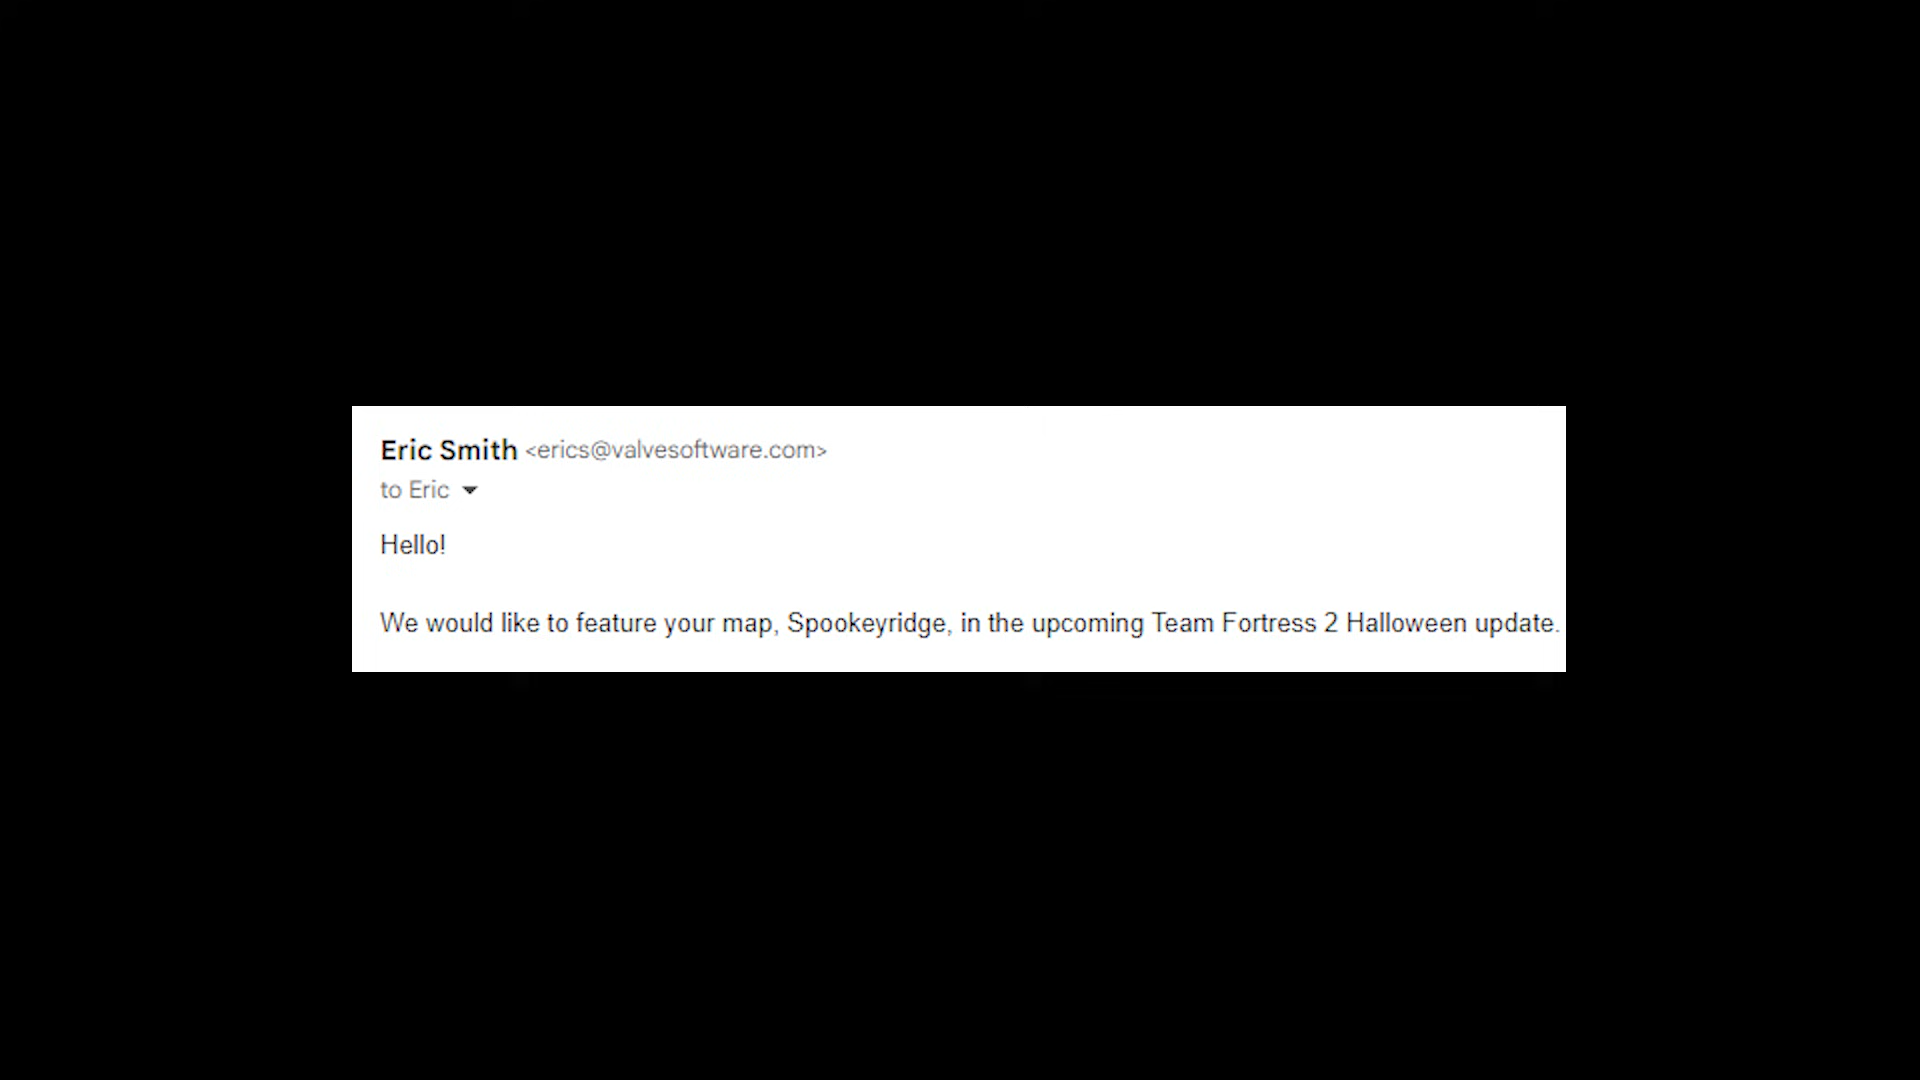 Eric Smith <erics@valvesoftware.com>
to Eric
Hello!
We would like to feature your map, Spookeyridge, in the upcoming Team Fortress 2 Halloween update.